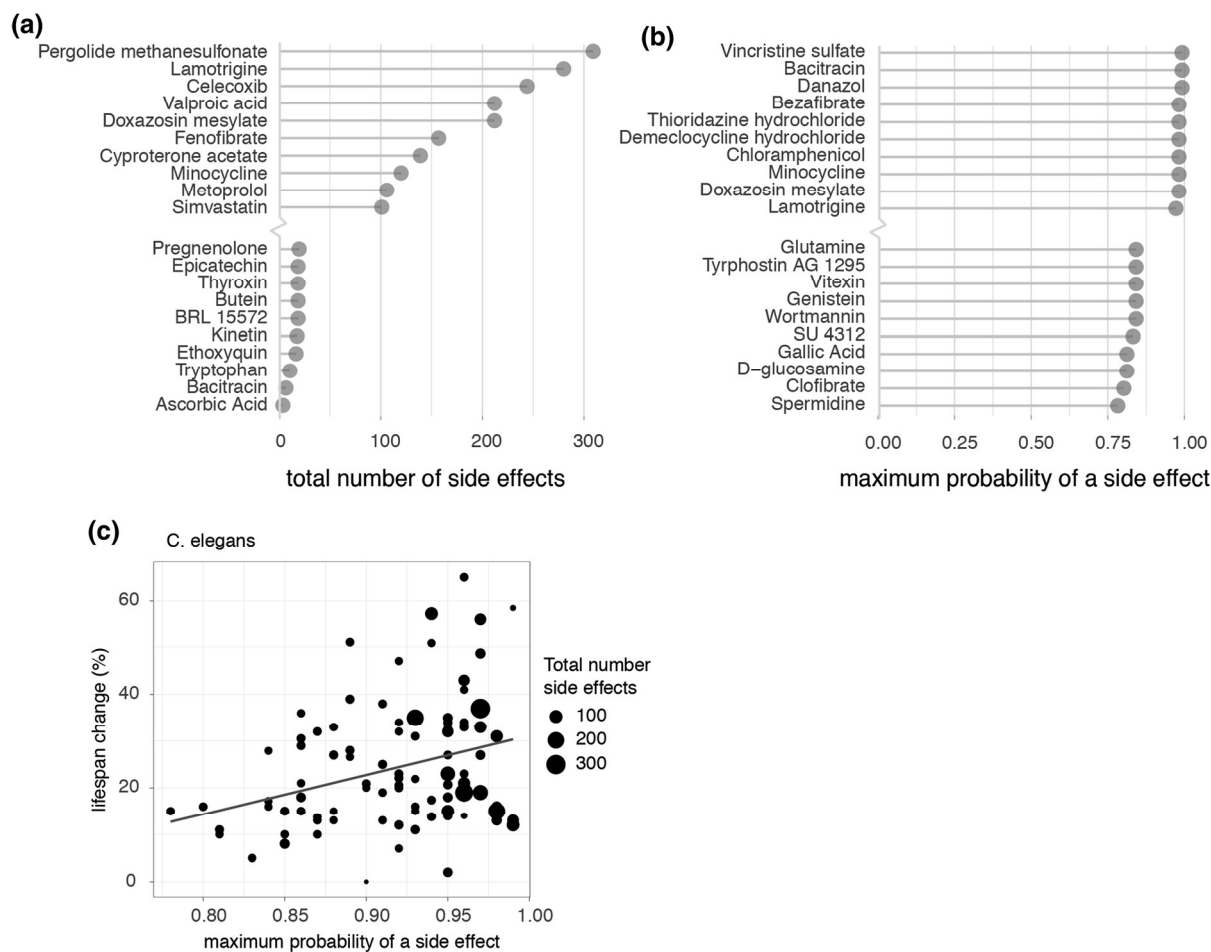 (a)
Pergolide methanesulfonate
Lamotrigine
Celecoxib
Valproic acid
Doxazosin mesylate
Fenofibrate
Cyproterone acetate
Minocycline
Metoprolol
Simvastatin
Pregnenolone
Epicatechin
Thyroxin
Butein
BRL 15572
Kinetin
Ethoxyquin
Tryptophan
Bacitracin
Ascorbic Acid
0 100 200 300
total number of side effects
(b)
Vincristine sulfate
Bacitracin
Danazol
Bezafibrate
Thioridazine hydrochloride
Demeclocycline hydrochloride
Chloramphenicol
Minocycline
Doxazosin mesylate
Lamotrigine
Glutamine
Tyrphostin AG 1295
Vitexin
Genistein
Wortmannin
SU 4312
Gallic Acid
D−glucosamine
Clofibrate
Spermidine
0.00 0.25 0.50 0.75 1.00
maximum probability of a side effect
(c)
C. elegans
lifespan change (%)
60
40
20
0
0.80 0.85 0.90 0.95 1.00
maximum probability of a side effect
Total number
side effects
100
200
300